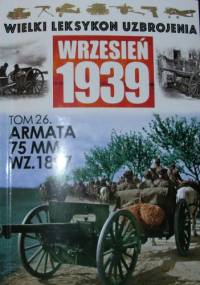 WIELKI LEKSYKON UZBROJENIA
WRZESIEŃ
1939
TOM 26.
ARMATA
75 MM
WZ. 1897